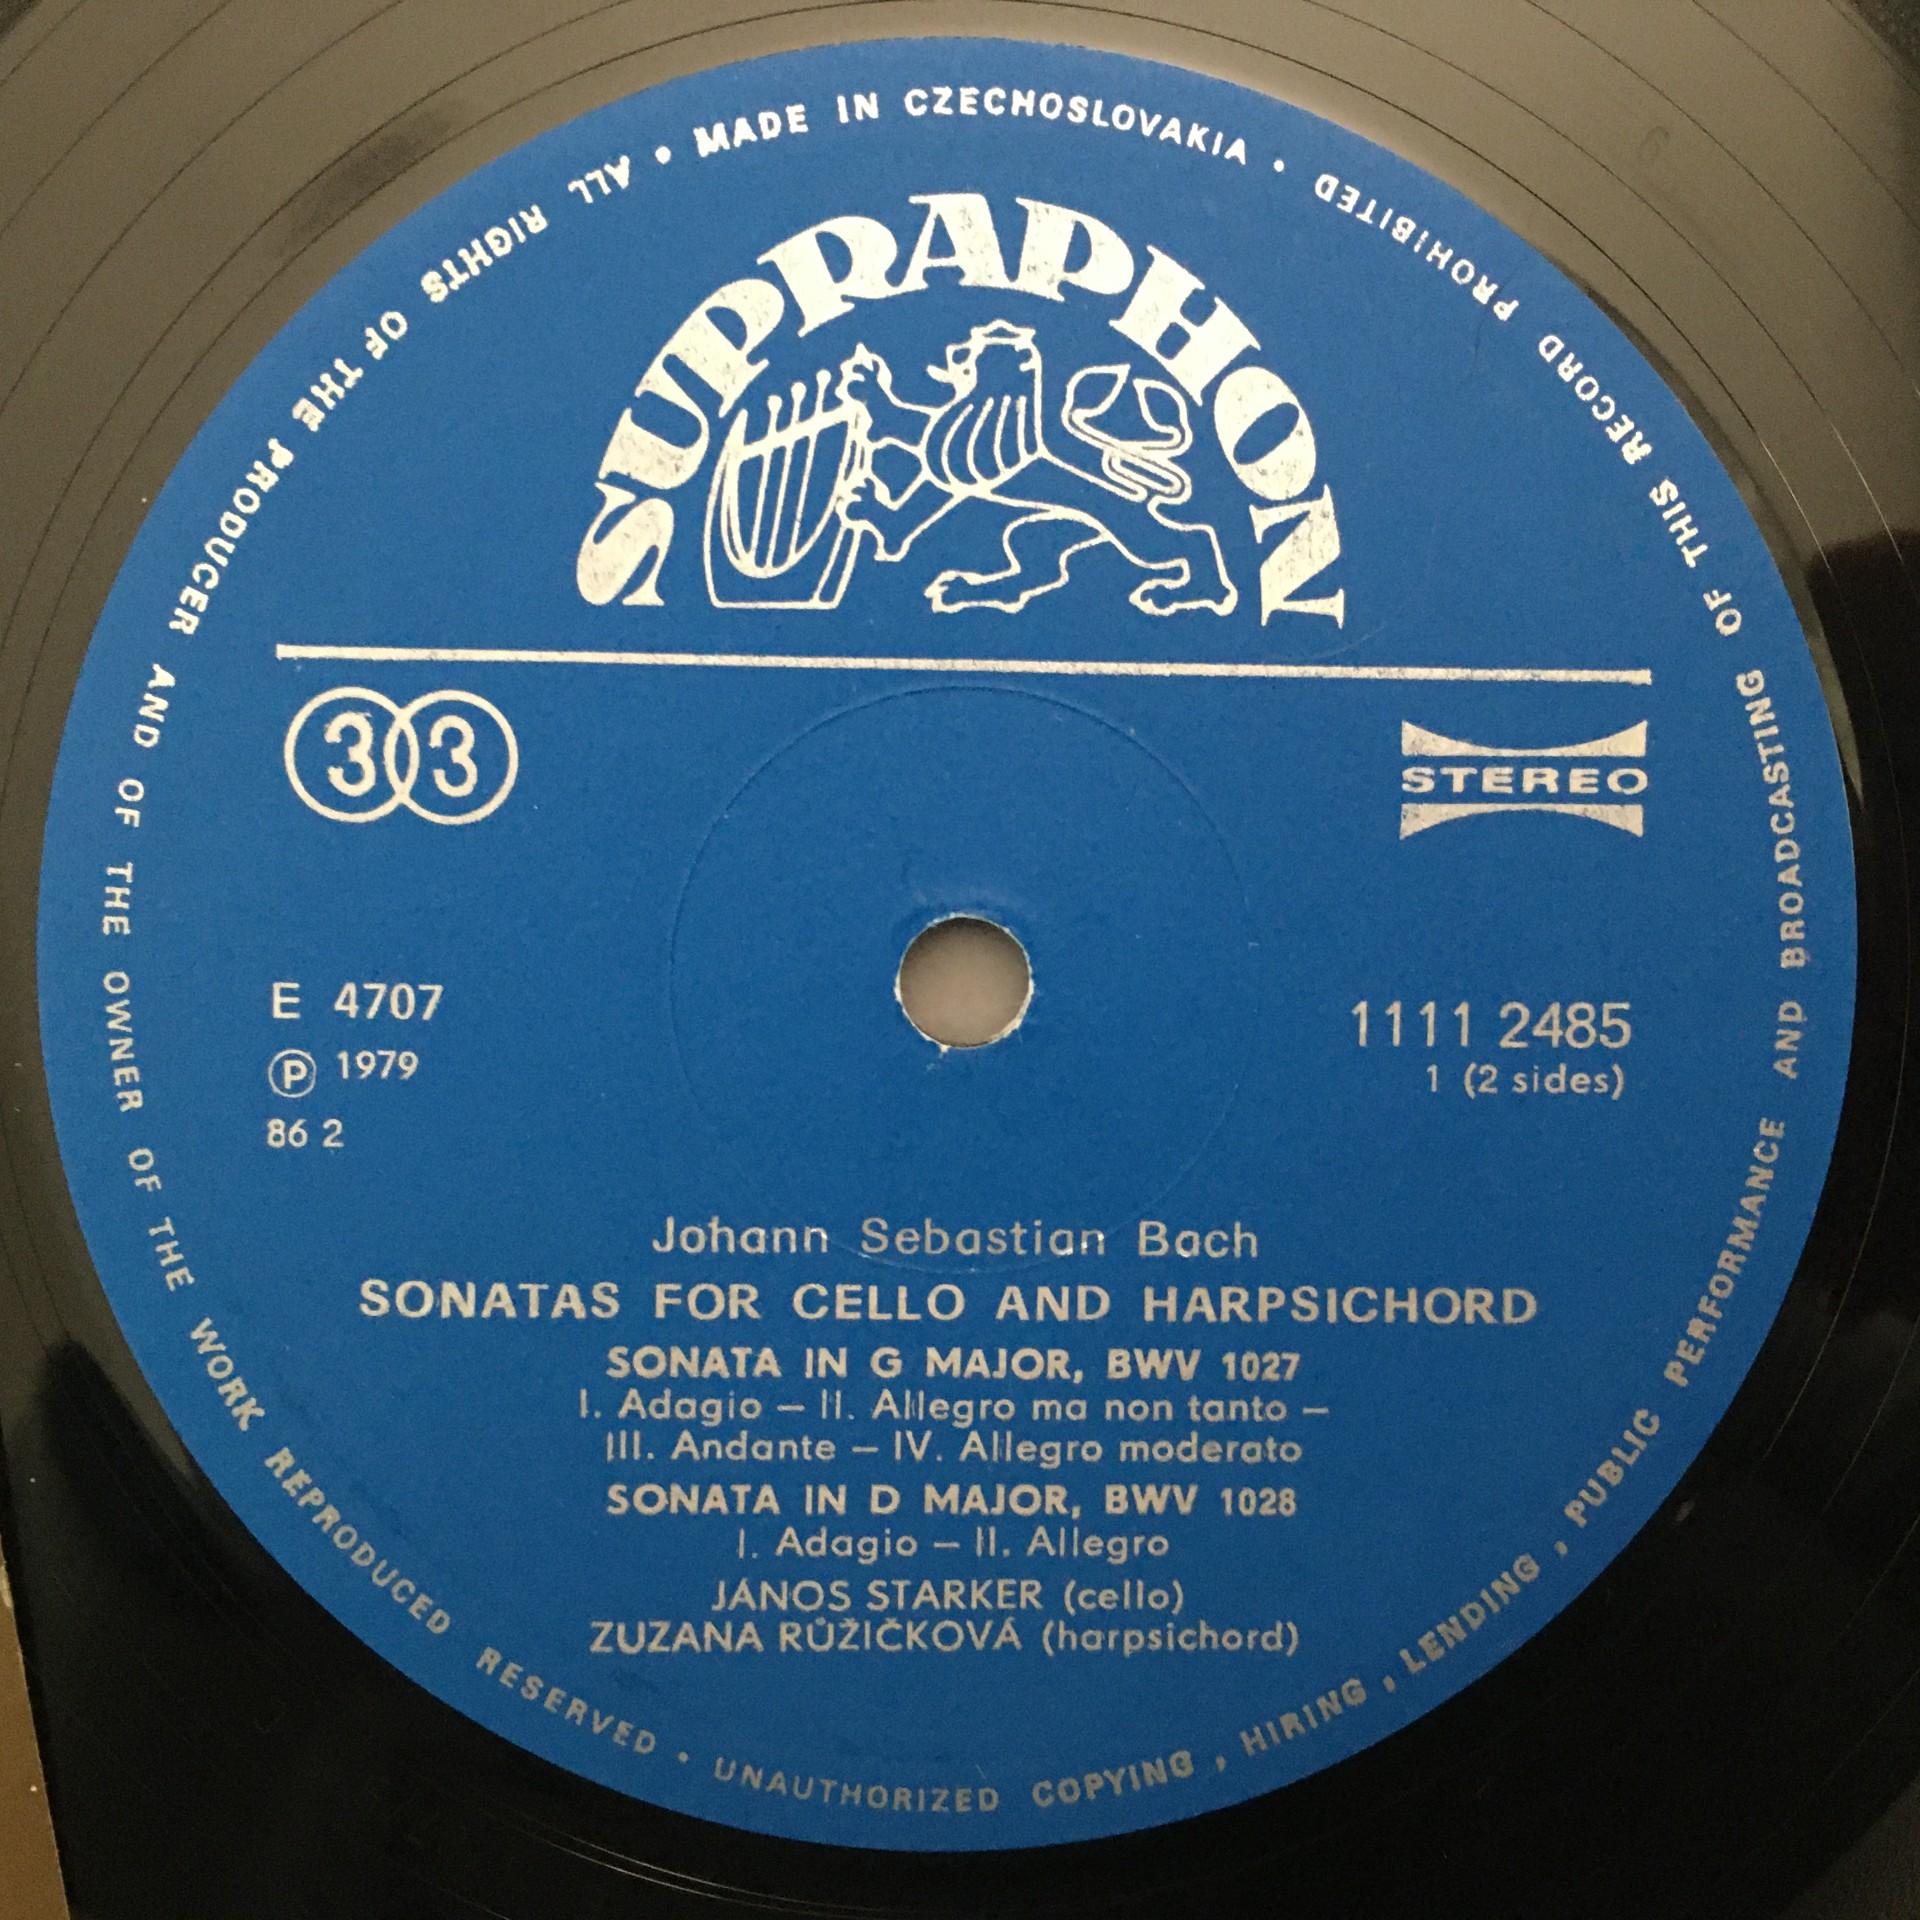 • MADE IN CZECHOSLOVAKIA •
ALL RIGHTS OF THE PRODUCER AND OF THE OWNER OF THE WORK REPRODUCED RESERVED • UNAUTHORIZED COPYING , HIRING , LENDING , PUBLIC PERFORMANCE AND BROADCASTING OF THIS RECORD PROHIBITED
SUPRAPHON
33
STEREO
E 4707
Ⓟ 1979
86 2
1111 2485
1 (2 sides)
Johann Sebastian Bach
SONATAS FOR CELLO AND HARPSICHORD
SONATA IN G MAJOR, BWV 1027
I. Adagio – II. Allegro ma non tanto –
III. Andante – IV. Allegro moderato
SONATA IN D MAJOR, BWV 1028
I. Adagio – II. Allegro
JÁNOS STARKER (cello)
ZUZANA RŮŽIČKOVÁ (harpsichord)